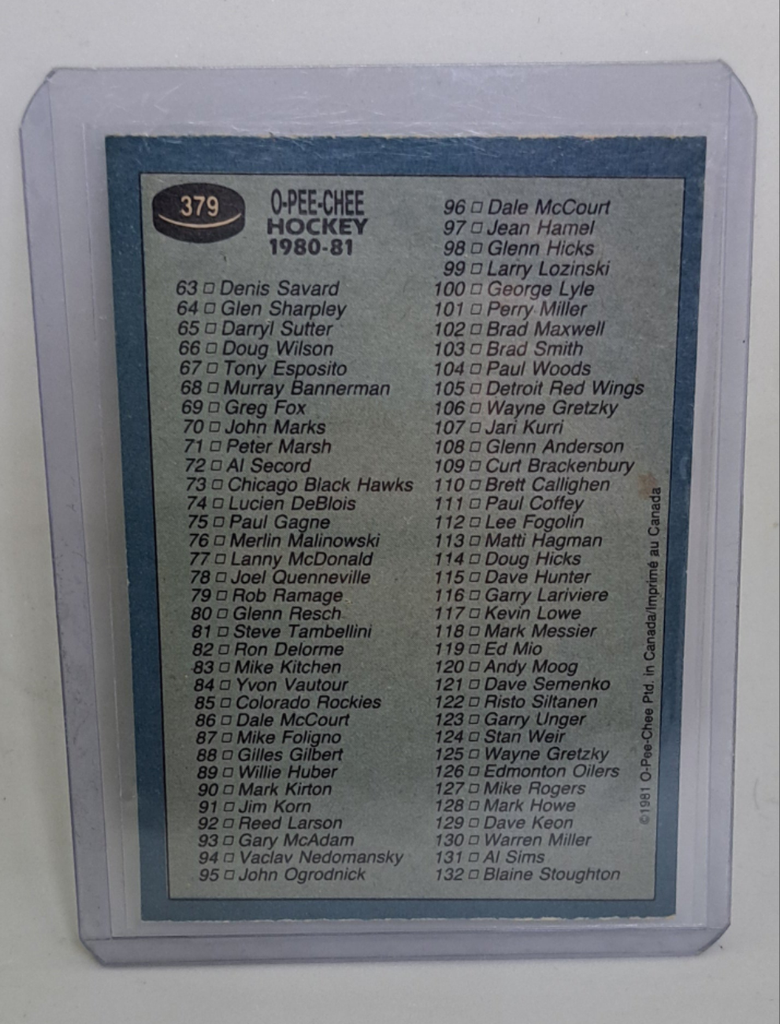 379
O-PEE-CHEE
HOCKEY
1980-81
63 □ Denis Savard
64 □ Glen Sharpley
65 □ Darryl Sutter
66 □ Doug Wilson
67 □ Tony Esposito
68 □ Murray Bannerman
69 □ Greg Fox
70 □ John Marks
71 □ Peter Marsh
72 □ Al Secord
73 □ Chicago Black Hawks
74 □ Lucien DeBlois
75 □ Paul Gagne
76 □ Merlin Malinowski
77 □ Lanny McDonald
78 □ Joel Quenneville
79 □ Rob Ramage
80 □ Glenn Resch
81 □ Steve Tambellini
82 □ Ron Delorme
83 □ Mike Kitchen
84 □ Yvon Vautour
85 □ Colorado Rockies
86 □ Dale McCourt
87 □ Mike Foligno
88 □ Gilles Gilbert
89 □ Willie Huber
90 □ Mark Kirton
91 □ Jim Korn
92 □ Reed Larson
93 □ Gary McAdam
94 □ Vaclav Nedomansky
95 □ John Ogrodnick
96 □ Dale McCourt
97 □ Jean Hamel
98 □ Glenn Hicks
99 □ Larry Lozinski
100 □ George Lyle
101 □ Perry Miller
102 □ Brad Maxwell
103 □ Brad Smith
104 □ Paul Woods
105 □ Detroit Red Wings
106 □ Wayne Gretzky
107 □ Jari Kurri
108 □ Glenn Anderson
109 □ Curt Brackenbury
110 □ Brett Callighen
111 □ Paul Coffey
112 □ Lee Fogolin
113 □ Matti Hagman
114 □ Doug Hicks
115 □ Dave Hunter
116 □ Garry Lariviere
117 □ Kevin Lowe
118 □ Mark Messier
119 □ Ed Mio
120 □ Andy Moog
121 □ Dave Semenko
122 □ Risto Siltanen
123 □ Garry Unger
124 □ Stan Weir
125 □ Wayne Gretzky
126 □ Edmonton Oilers
127 □ Mike Rogers
128 □ Mark Howe
129 □ Dave Keon
130 □ Warren Miller
131 □ Al Sims
132 □ Blaine Stoughton
©1981 O-Pee-Chee Ptd. in Canada/Imprimé au Canada